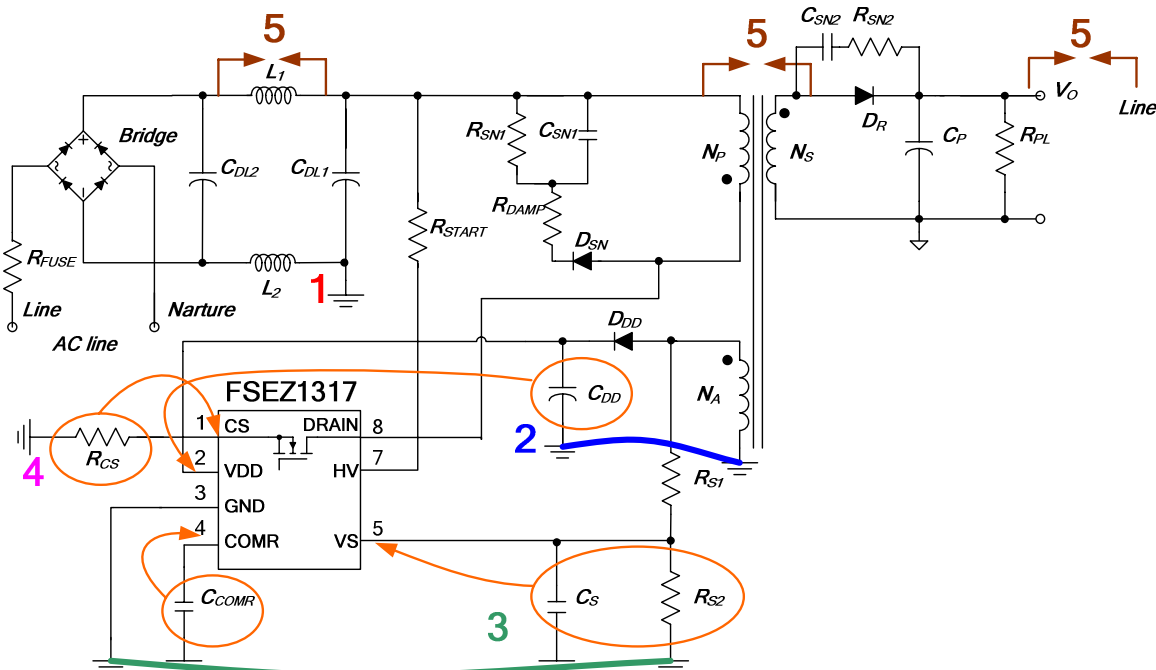 5
L1
CSN2
RSN2
5
5
VO
Line
Bridge
CDL2
CDL1
RSN1
CSN1
DR
NP
NS
CP
RPL
RDAMP
RSTART
DSN
RFUSE
L2
1
Line
Narture
AC line
DDD
FSEZ1317
CDD
NA
1
CS
DRAIN
8
2
4
RCS
2
VDD
HV
7
RS1
3
GND
4
COMR
VS
5
CCOMR
CS
RS2
3